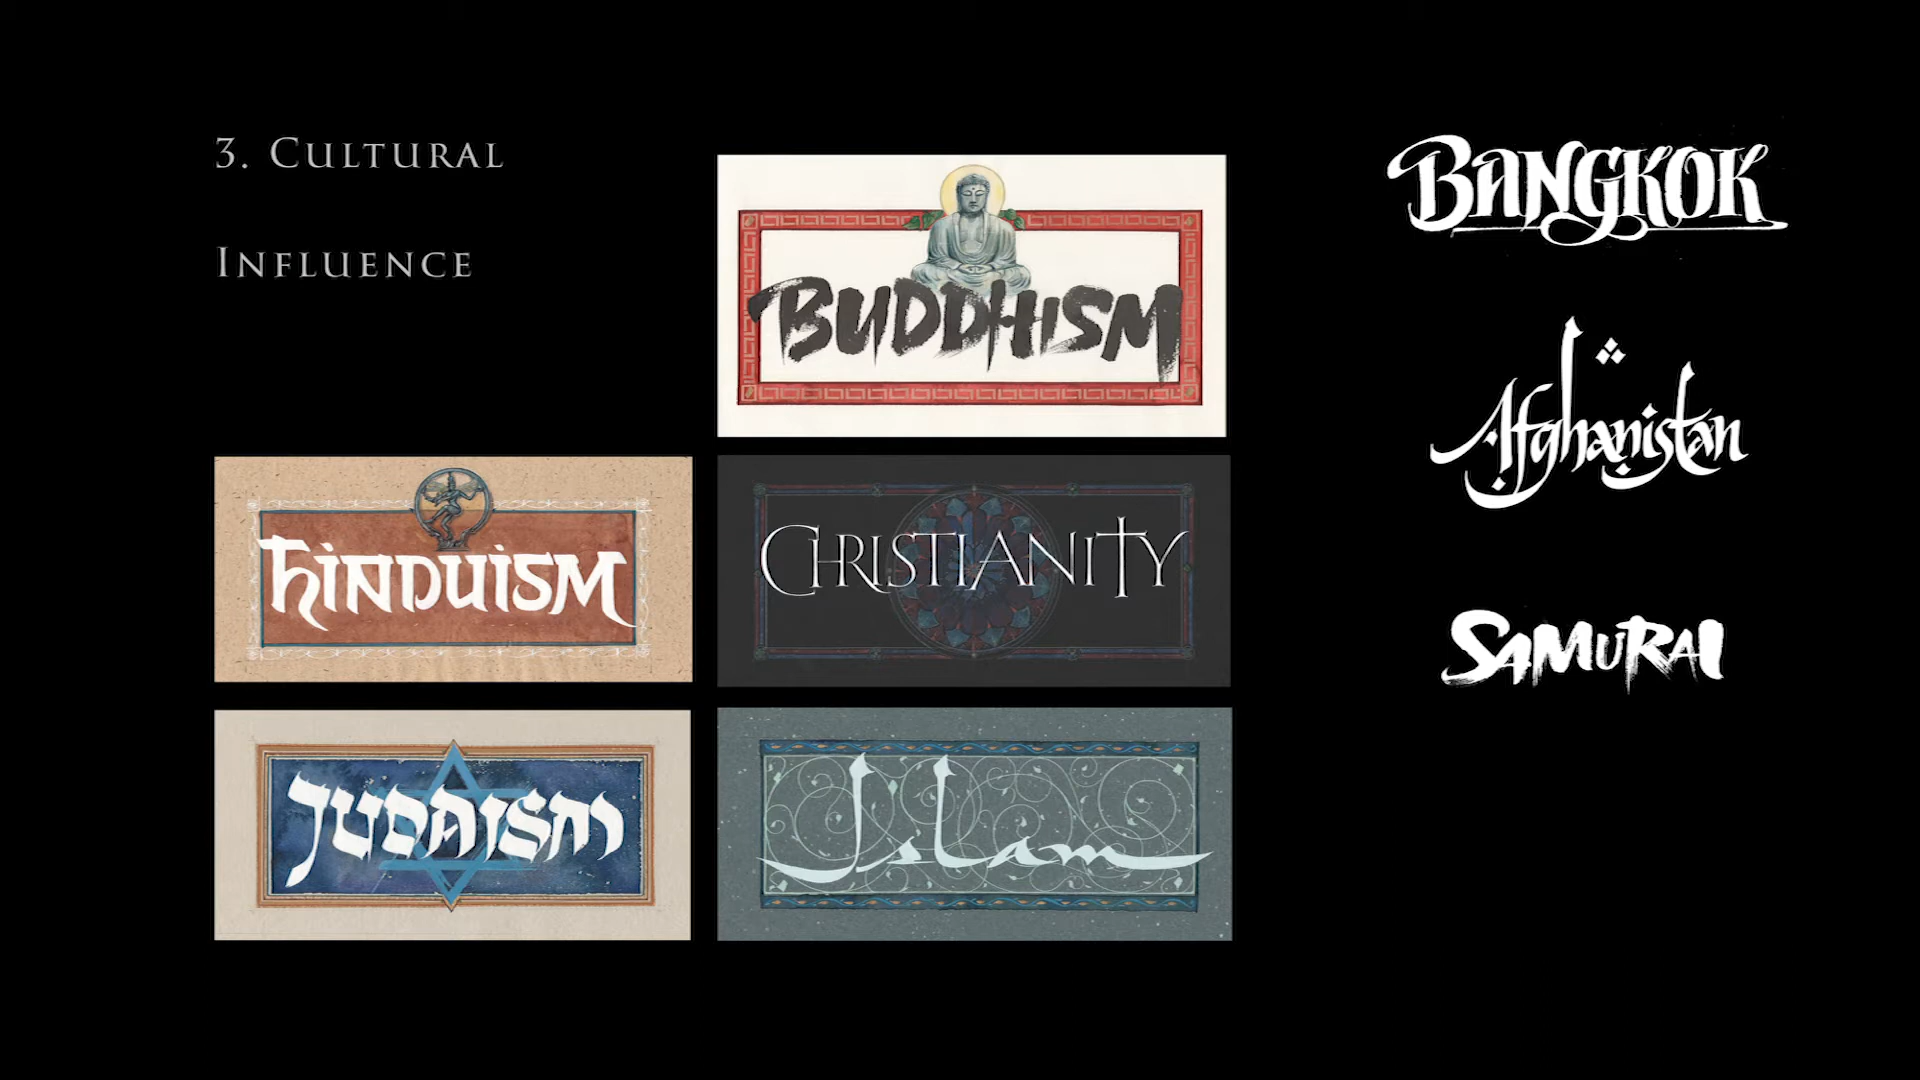 3. Cultural
Influence
BUDDHISM
hinduism
CHRISTIANITY
JUDAISM
Islam
BANGKOK
Afghanistan
SAMURAI